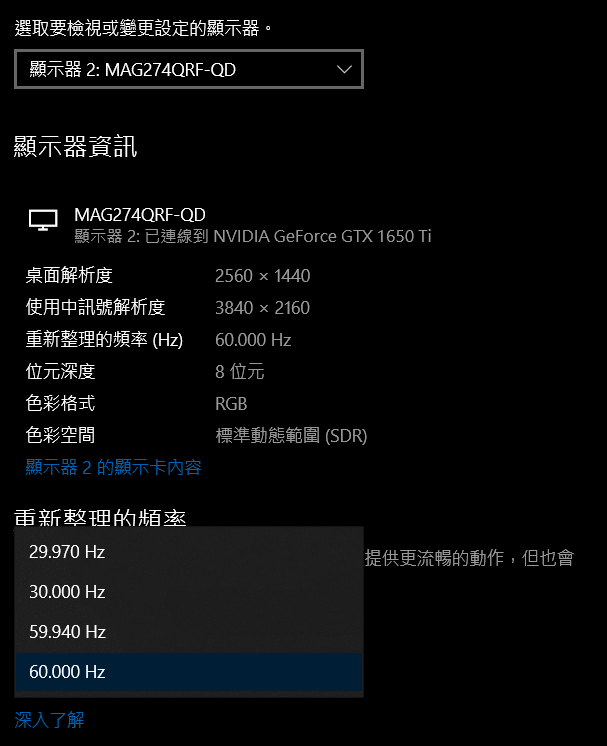 選取要檢視或變更設定的顯示器。
顯示器 2: MAG274QRF-QD
顯示器資訊
MAG274QRF-QD
顯示器 2: 已連線到 NVIDIA GeForce GTX 1650 Ti
桌面解析度 2560 × 1440
使用中訊號解析度 3840 × 2160
重新整理的頻率 (Hz) 60.000 Hz
位元深度 8 位元
色彩格式 RGB
色彩空間 標準動態範圍 (SDR)
顯示器 2 的顯示卡內容
重新整理的頻率
29.970 Hz
提供更流暢的動作，但也會
30.000 Hz
59.940 Hz
60.000 Hz
深入了解